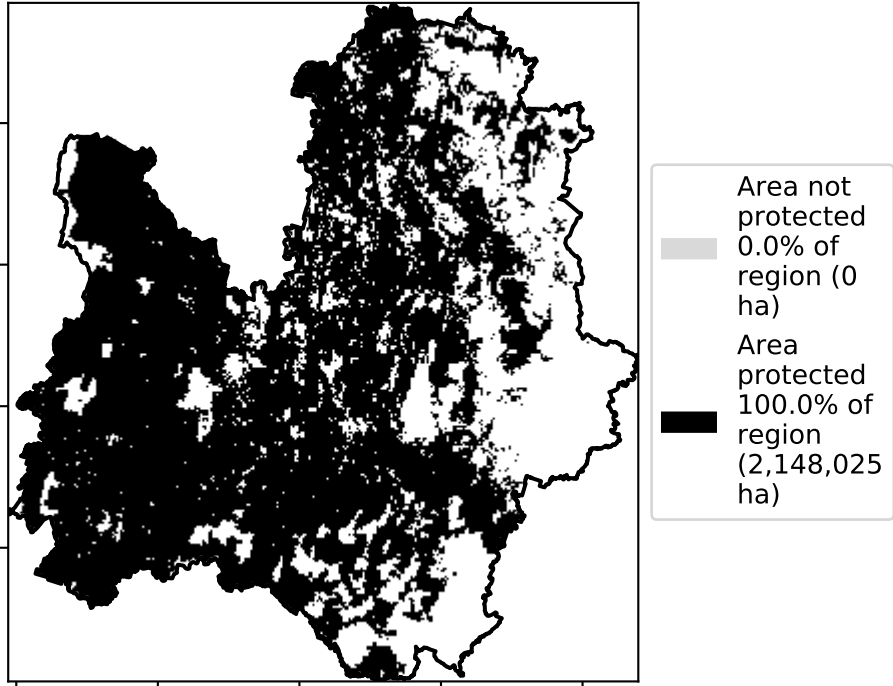 Area not
protected
0.0% of
region (0
ha)
Area
protected
100.0% of
region
(2,148,025
ha)